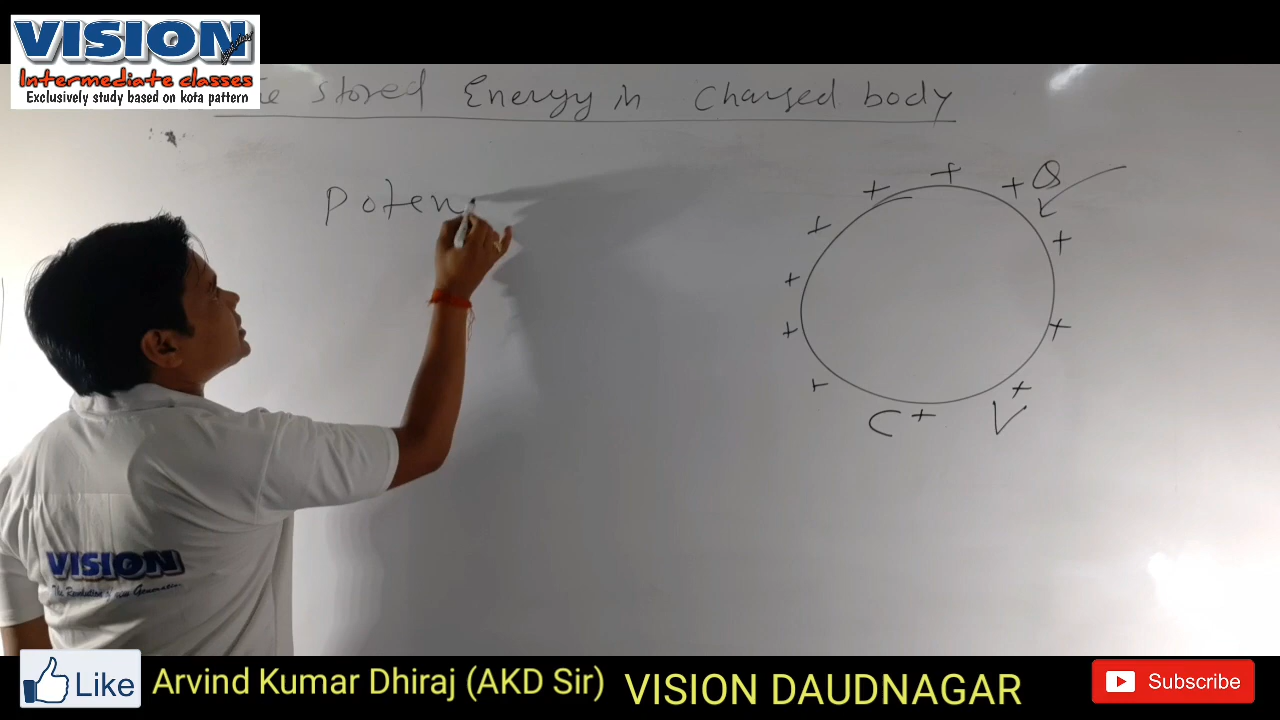 VISION
Intermediate classes
Exclusively study based on kota pattern
stored Energy in charged body
Poten
+ + + Q
+ +
+
+ +
+ +
C + V
VISION
Like
Arvind Kumar Dhiraj (AKD Sir)
VISION DAUDNAGAR
Subscribe